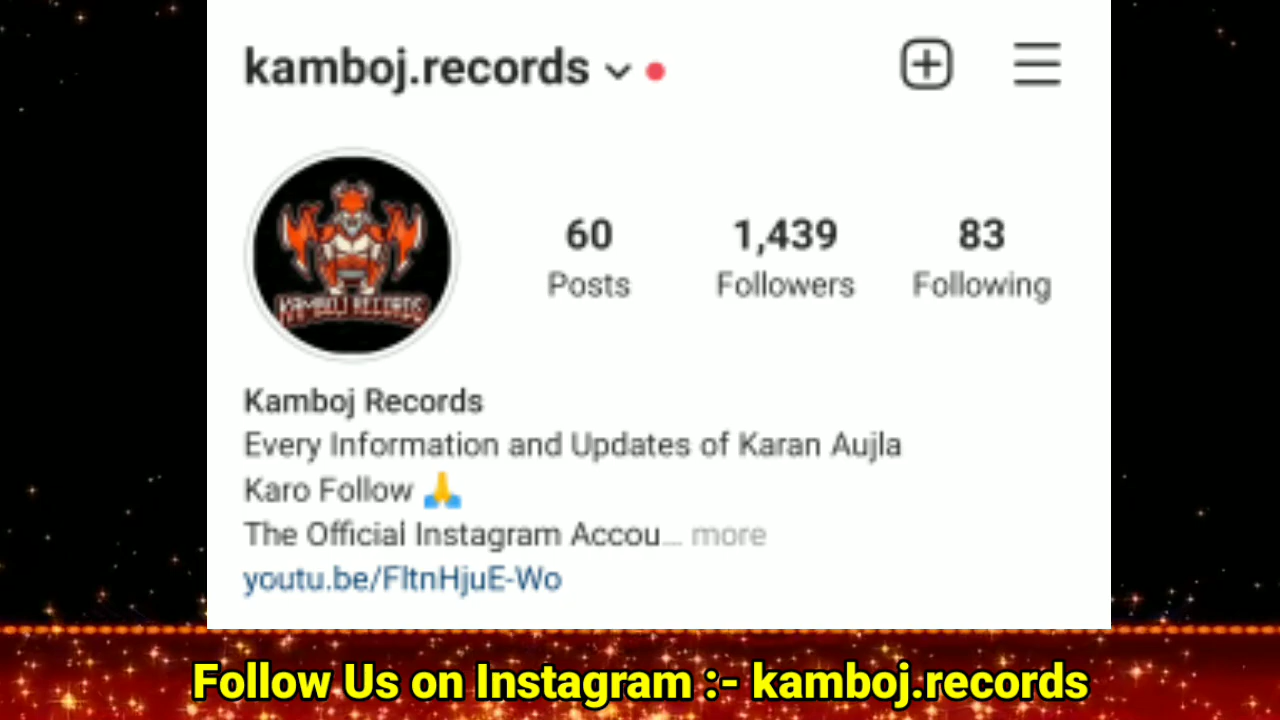 kamboj.records
KAMBOJ RECORDS
60
Posts
1,439
Followers
83
Following
Kamboj Records
Every Information and Updates of Karan Aujla
Karo Follow 🙏
The Official Instagram Accou... more
youtu.be/FltnHjuE-Wo
Follow Us on Instagram :- kamboj.records